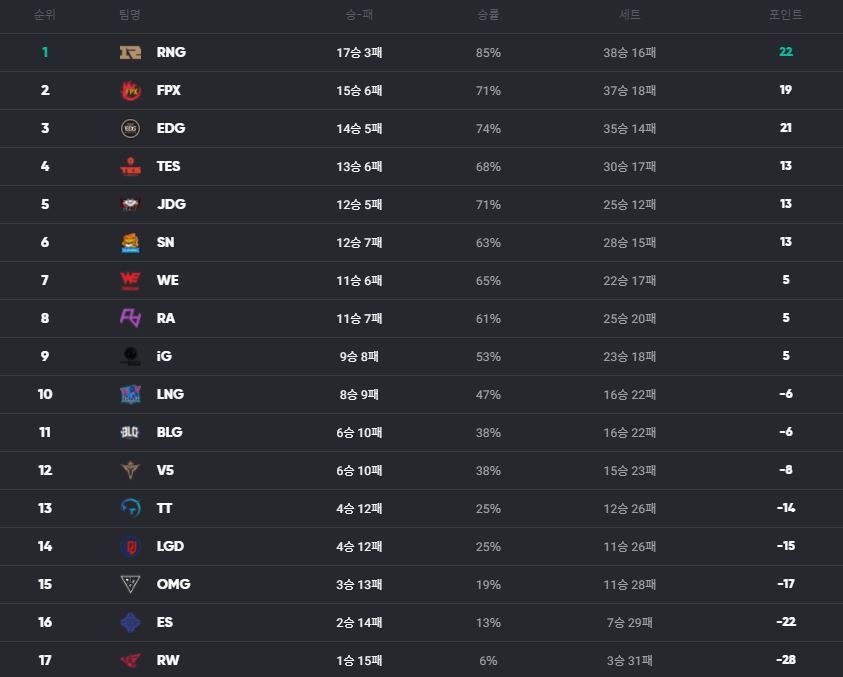 순위 팀명 승-패 승률 세트 포인트
1 RNG 17승 3패 85% 38승 16패 22
2 FPX 15승 6패 71% 37승 18패 19
3 EDG 14승 5패 74% 35승 14패 21
4 TES 13승 6패 68% 30승 17패 13
5 JDG 12승 5패 71% 25승 12패 13
6 SN 12승 7패 63% 28승 15패 13
7 WE 11승 6패 65% 22승 17패 5
8 RA 11승 7패 61% 25승 20패 5
9 iG 9승 8패 53% 23승 18패 5
10 LNG 8승 9패 47% 16승 22패 -6
11 BLG 6승 10패 38% 16승 22패 -6
12 V5 6승 10패 38% 15승 23패 -8
13 TT 4승 12패 25% 12승 26패 -14
14 LGD 4승 12패 25% 11승 26패 -15
15 OMG 3승 13패 19% 11승 28패 -17
16 ES 2승 14패 13% 7승 29패 -22
17 RW 1승 15패 6% 3승 31패 -28